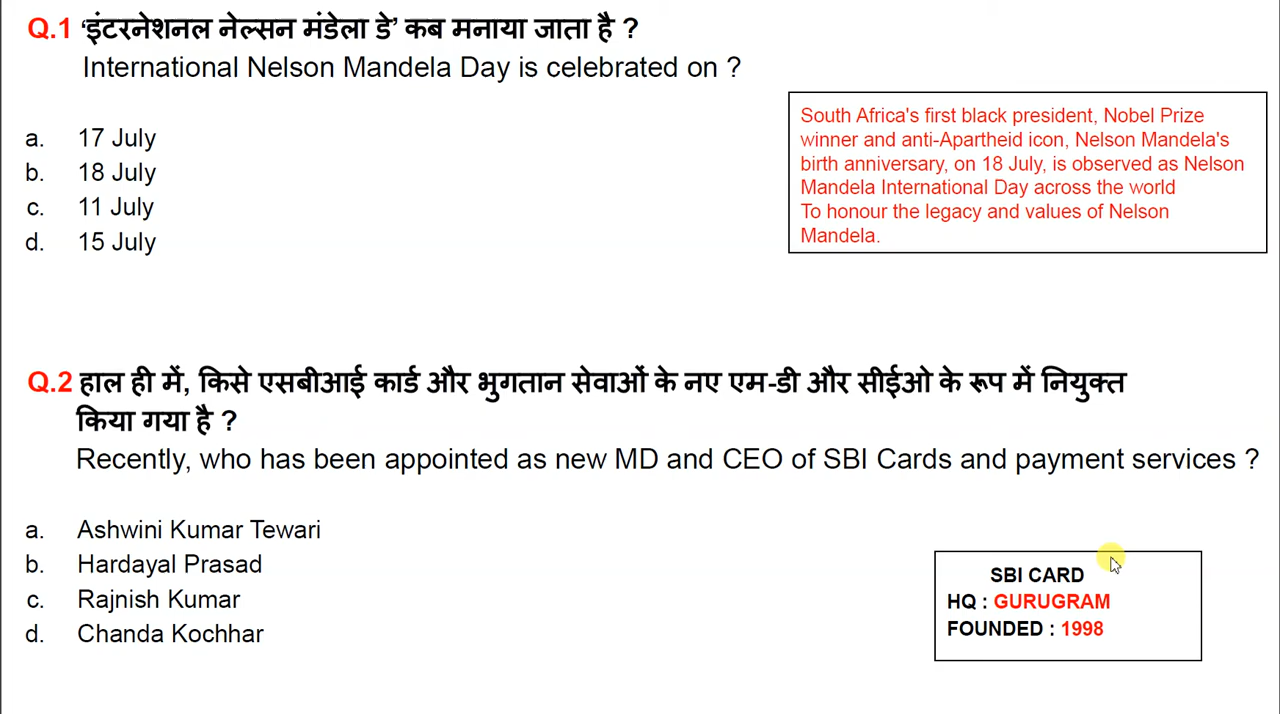 Q.1 ‘इंटरनेशनल नेल्सन मंडेला डे’ कब मनाया जाता है ?
International Nelson Mandela Day is celebrated on ?
a. 17 July
b. 18 July
c. 11 July
d. 15 July
South Africa's first black president, Nobel Prize
winner and anti-Apartheid icon, Nelson Mandela's
birth anniversary, on 18 July, is observed as Nelson
Mandela International Day across the world
To honour the legacy and values of Nelson
Mandela.
Q.2 हाल ही में, किसे एसबीआई कार्ड और भुगतान सेवाओं के नए एम-डी और सीईओ के रूप में नियुक्त
किया गया है ?
Recently, who has been appointed as new MD and CEO of SBI Cards and payment services ?
a. Ashwini Kumar Tewari
b. Hardayal Prasad
c. Rajnish Kumar
d. Chanda Kochhar
SBI CARD
HQ : GURUGRAM
FOUNDED : 1998